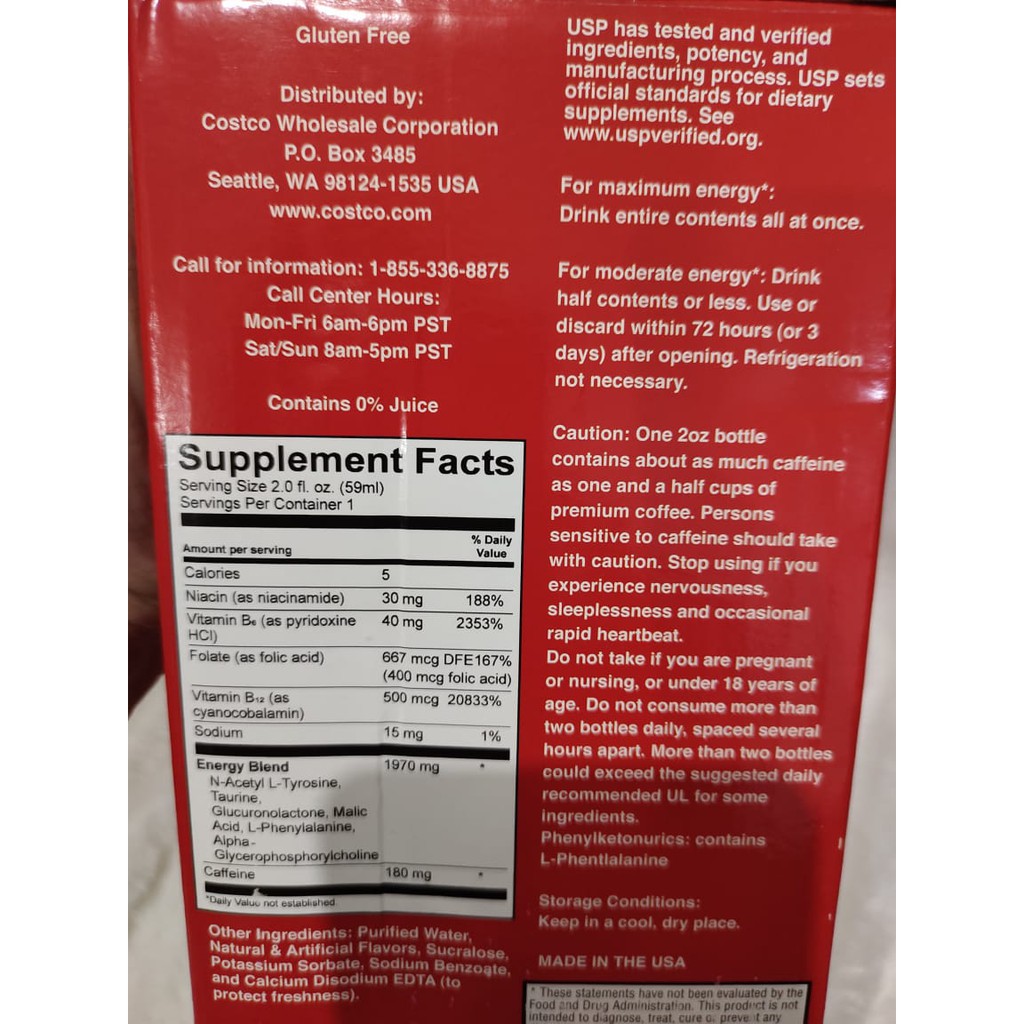 Gluten Free
Distributed by:
Costco Wholesale Corporation
P.O. Box 3485
Seattle, WA 98124-1535 USA
www.costco.com
Call for information: 1-855-336-8875
Call Center Hours:
Mon-Fri 6am-6pm PST
Sat/Sun 8am-5pm PST
Contains 0% Juice
Supplement Facts
Serving Size 2.0 fl. oz. (59ml)
Servings Per Container 1
Amount per serving % Daily Value
Calories 5
Niacin (as niacinamide) 30 mg 188%
Vitamin B₆ (as pyridoxine HCl) 40 mg 2353%
Folate (as folic acid) 667 mcg DFE 167%
(400 mcg folic acid)
Vitamin B₁₂ (as cyanocobalamin) 500 mcg 20833%
Sodium 15 mg 1%
Energy Blend 1970 mg *
N-Acetyl L-Tyrosine,
Taurine,
Glucuronolactone, Malic
Acid, L-Phenylalanine,
Alpha-
Glycerophosphorylcholine
Caffeine 180 mg *
*Daily Value not established
Other Ingredients: Purified Water,
Natural & Artificial Flavors, Sucralose,
Potassium Sorbate, Sodium Benzoate,
and Calcium Disodium EDTA (to
protect freshness).
USP has tested and verified
ingredients, potency, and
manufacturing process. USP sets
official standards for dietary
supplements. See
www.uspverified.org.
For maximum energy*:
Drink entire contents all at once.
For moderate energy*: Drink
half contents or less. Use or
discard within 72 hours (or 3
days) after opening. Refrigeration
not necessary.
Caution: One 2oz bottle
contains about as much caffeine
as one and a half cups of
premium coffee. Persons
sensitive to caffeine should take
with caution. Stop using if you
experience nervousness,
sleeplessness and occasional
rapid heartbeat.
Do not take if you are pregnant
or nursing, or under 18 years of
age. Do not consume more than
two bottles daily, spaced several
hours apart. More than two bottles
could exceed the suggested daily
recommended UL for some
ingredients.
Phenylketonurics: contains
L-Phentlalanine
Storage Conditions:
Keep in a cool, dry place.
MADE IN THE USA
* These statements have not been evaluated by the
Food and Drug Administration. This product is not
intended to diagnose, treat, cure or prevent any